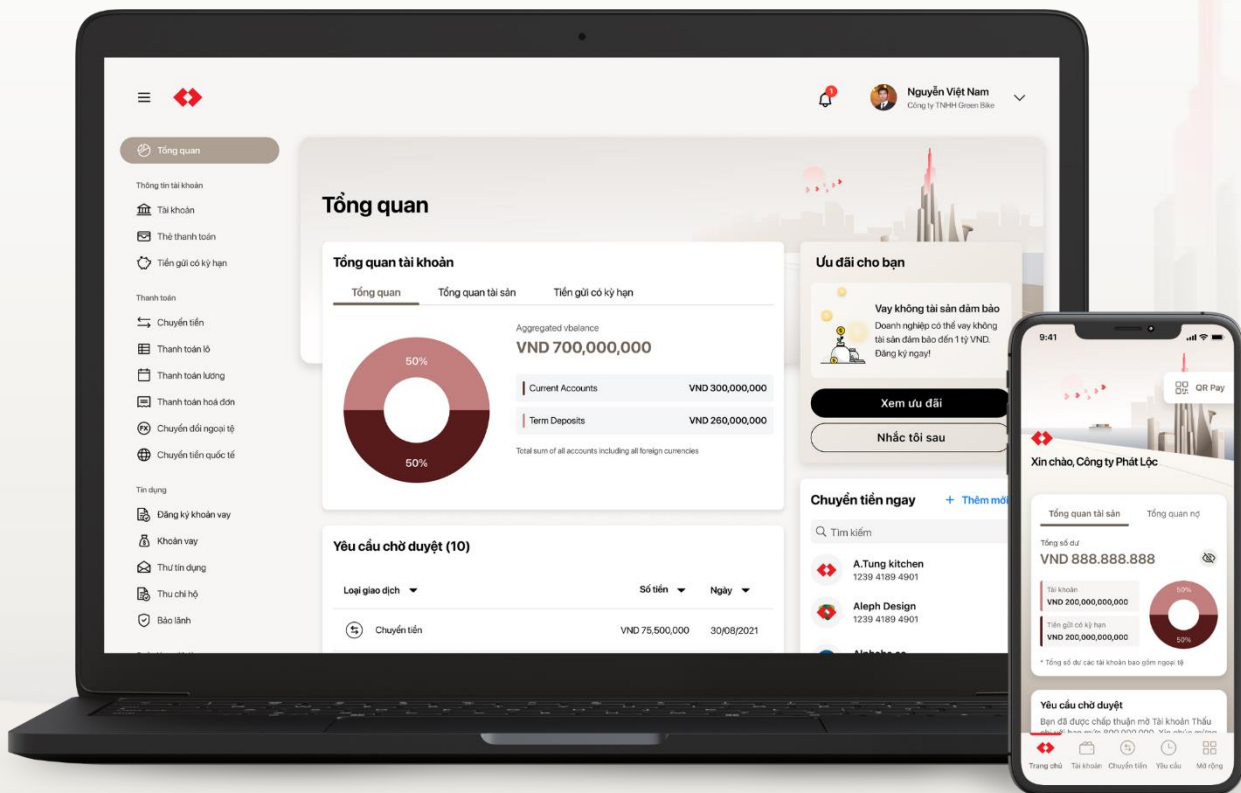 Nguyễn Việt Nam
Công ty TNHH Green Bike
Tổng quan
Thông tin tài khoản
Tài khoản
Thẻ thanh toán
Tiền gửi có kỳ hạn
Thanh toán
Chuyển tiền
Thanh toán lô
Thanh toán lương
Thanh toán hoá đơn
FX
Chuyển đổi ngoại tệ
Chuyển tiền quốc tế
Tín dụng
Đăng ký khoản vay
Khoản vay
Thư tín dụng
Thu chi hộ
Bảo lãnh
Tổng quan
Tổng quan tài khoản
Tổng quan
Tổng quan tài sản
Tiền gửi có kỳ hạn
50%
50%
Aggregated vbalance
VND 700,000,000
Current Accounts
VND 300,000,000
Term Deposits
VND 260,000,000
Total sum of all accounts including all foreign currencies
Yêu cầu chờ duyệt (10)
Loại giao dịch
Số tiền
Ngày
Chuyển tiền
VND 75,500,000
30/08/2021
Ưu đãi cho bạn
Vay không tài sản đảm bảo
Doanh nghiệp có thể vay không
tài sản đảm bảo đến 1 tỷ VND.
Đăng ký ngay!
Xem ưu đãi
Nhắc tôi sau
Chuyển tiền ngay
+ Thêm mới
Tìm kiếm
A.Tung kitchen
1239 4189 4901
Aleph Design
1239 4189 4901
9:41
QR Pay
Xin chào, Công ty Phát Lộc
Tổng quan tài sản
Tổng quan nợ
Tổng số dư
VND 888.888.888
Tài khoản
VND 200,000,000,000
Tiền gửi có kỳ hạn
VND 200,000,000,000
50%
50%
* Tổng số dư các tài khoản bao gồm ngoại tệ
Yêu cầu chờ duyệt
Bạn đã được chấp thuận mở Tài khoản Thấu
Trang chủ
Tài khoản
Chuyển tiền
Yêu cầu
Mở rộng